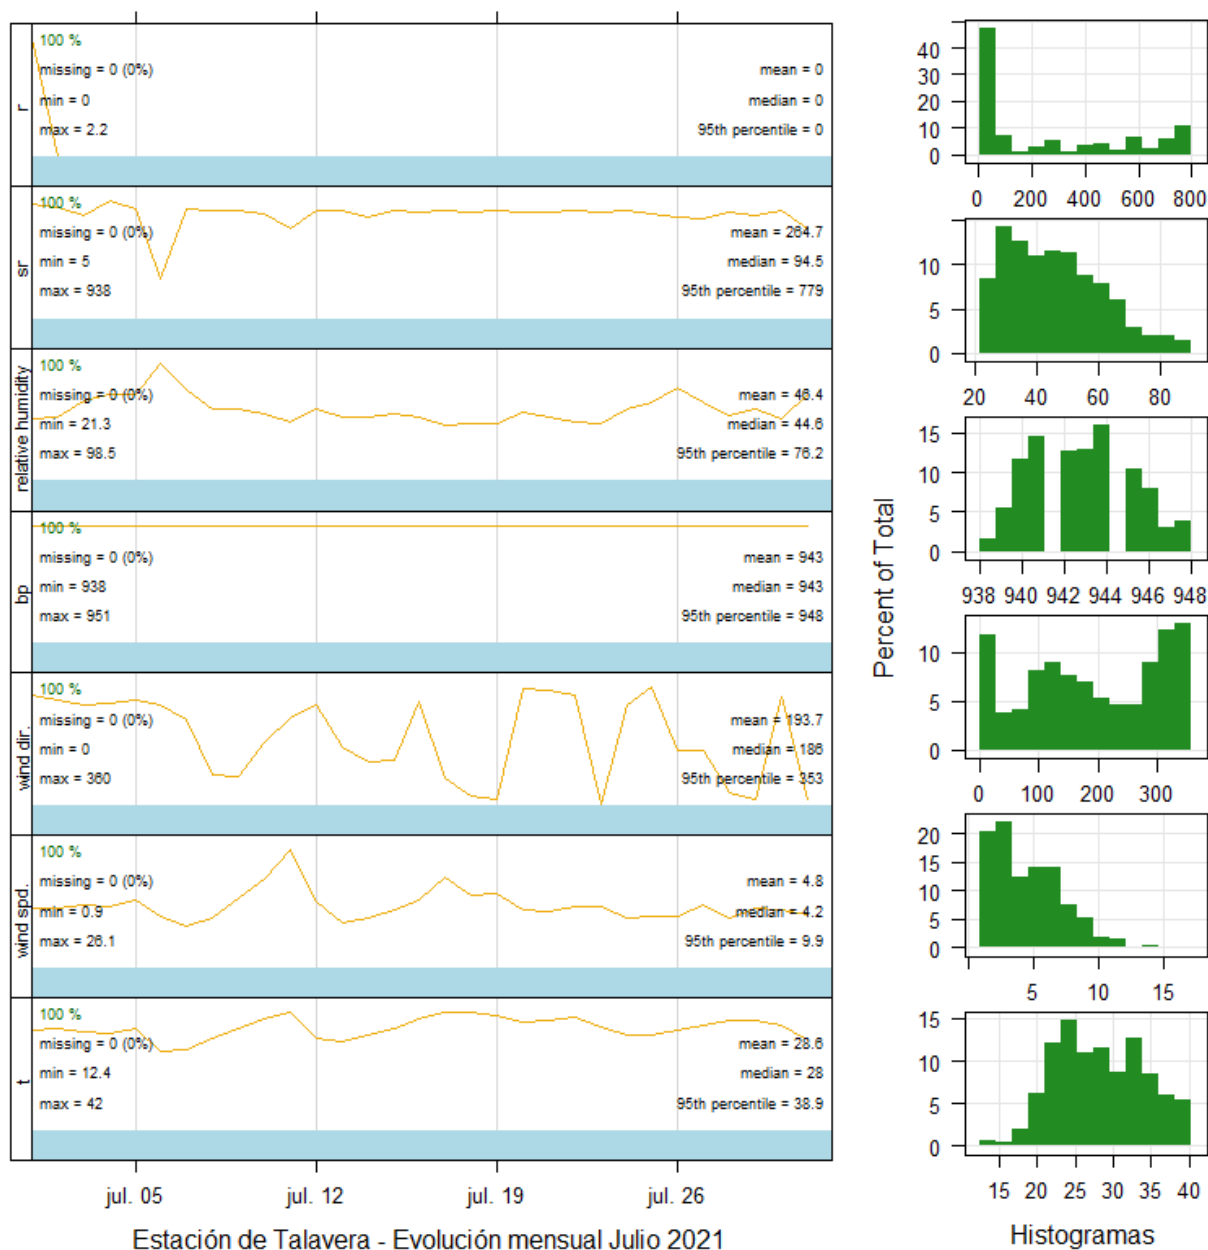 r
100 %
missing = 0 (0%)
min = 0
max = 2.2
mean = 0
median = 0
95th percentile = 0
sr
100 %
missing = 0 (0%)
min = 5
max = 938
mean = 264.7
median = 94.5
95th percentile = 779
relative humidity
100 %
missing = 0 (0%)
min = 21.3
max = 98.5
mean = 46.4
median = 44.6
95th percentile = 76.2
bp
100 %
missing = 0 (0%)
min = 938
max = 951
mean = 943
median = 943
95th percentile = 948
wind dir.
100 %
missing = 0 (0%)
min = 0
max = 360
mean = 193.7
median = 186
95th percentile = 353
wind spd.
100 %
missing = 0 (0%)
min = 0.9
max = 26.1
mean = 4.8
median = 4.2
95th percentile = 9.9
t
100 %
missing = 0 (0%)
min = 12.4
max = 42
mean = 28.6
median = 28
95th percentile = 38.9
jul. 05 jul. 12 jul. 19 jul. 26
Estación de Talavera - Evolución mensual Julio 2021
Percent of Total
40
30
20
10
0
0 200 400 600 800
10
5
0
20 40 60 80
15
10
5
0
938 940 942 944 946 948
10
5
0
0 100 200 300
20
15
10
5
0
5 10 15
15
10
5
0
15 20 25 30 35 40
Histogramas